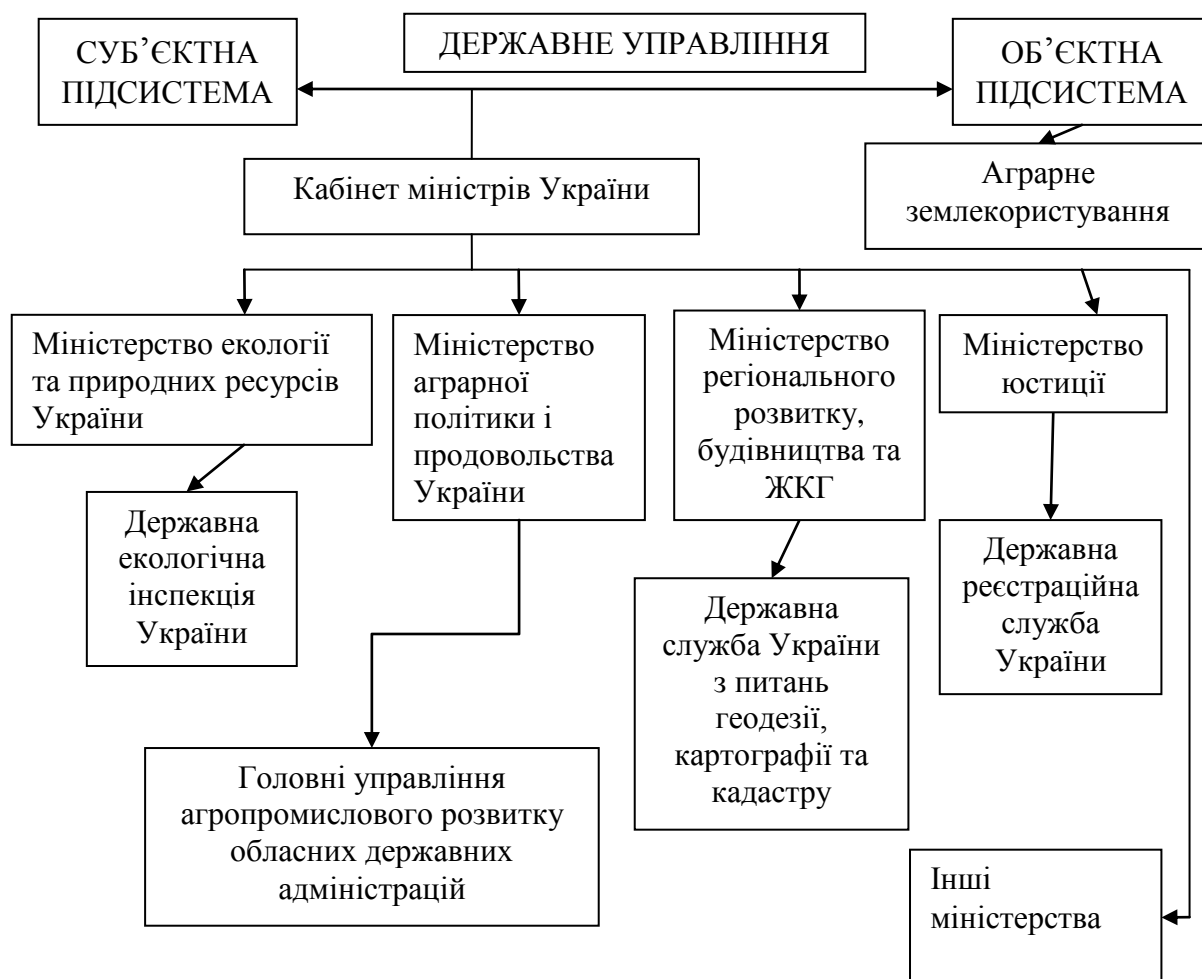 СУБ’ЄКТНА
ПІДСИСТЕМА
ДЕРЖАВНЕ УПРАВЛІННЯ
ОБ’ЄКТНА
ПІДСИСТЕМА
Кабінет міністрів України
Аграрне
землекористування
Міністерство екології
та природних ресурсів
України
Міністерство
аграрної
політики і
продовольства
України
Міністерство
регіонального
розвитку,
будівництва та
ЖКГ
Міністерство
юстиції
Державна
екологічна
інспекція
України
Державна
служба України
з питань
геодезії,
картографії та
кадастру
Державна
реєстраційна
служба
України
Головні управління
агропромислового розвитку
обласних державних
адміністрацій
Інші
міністерства